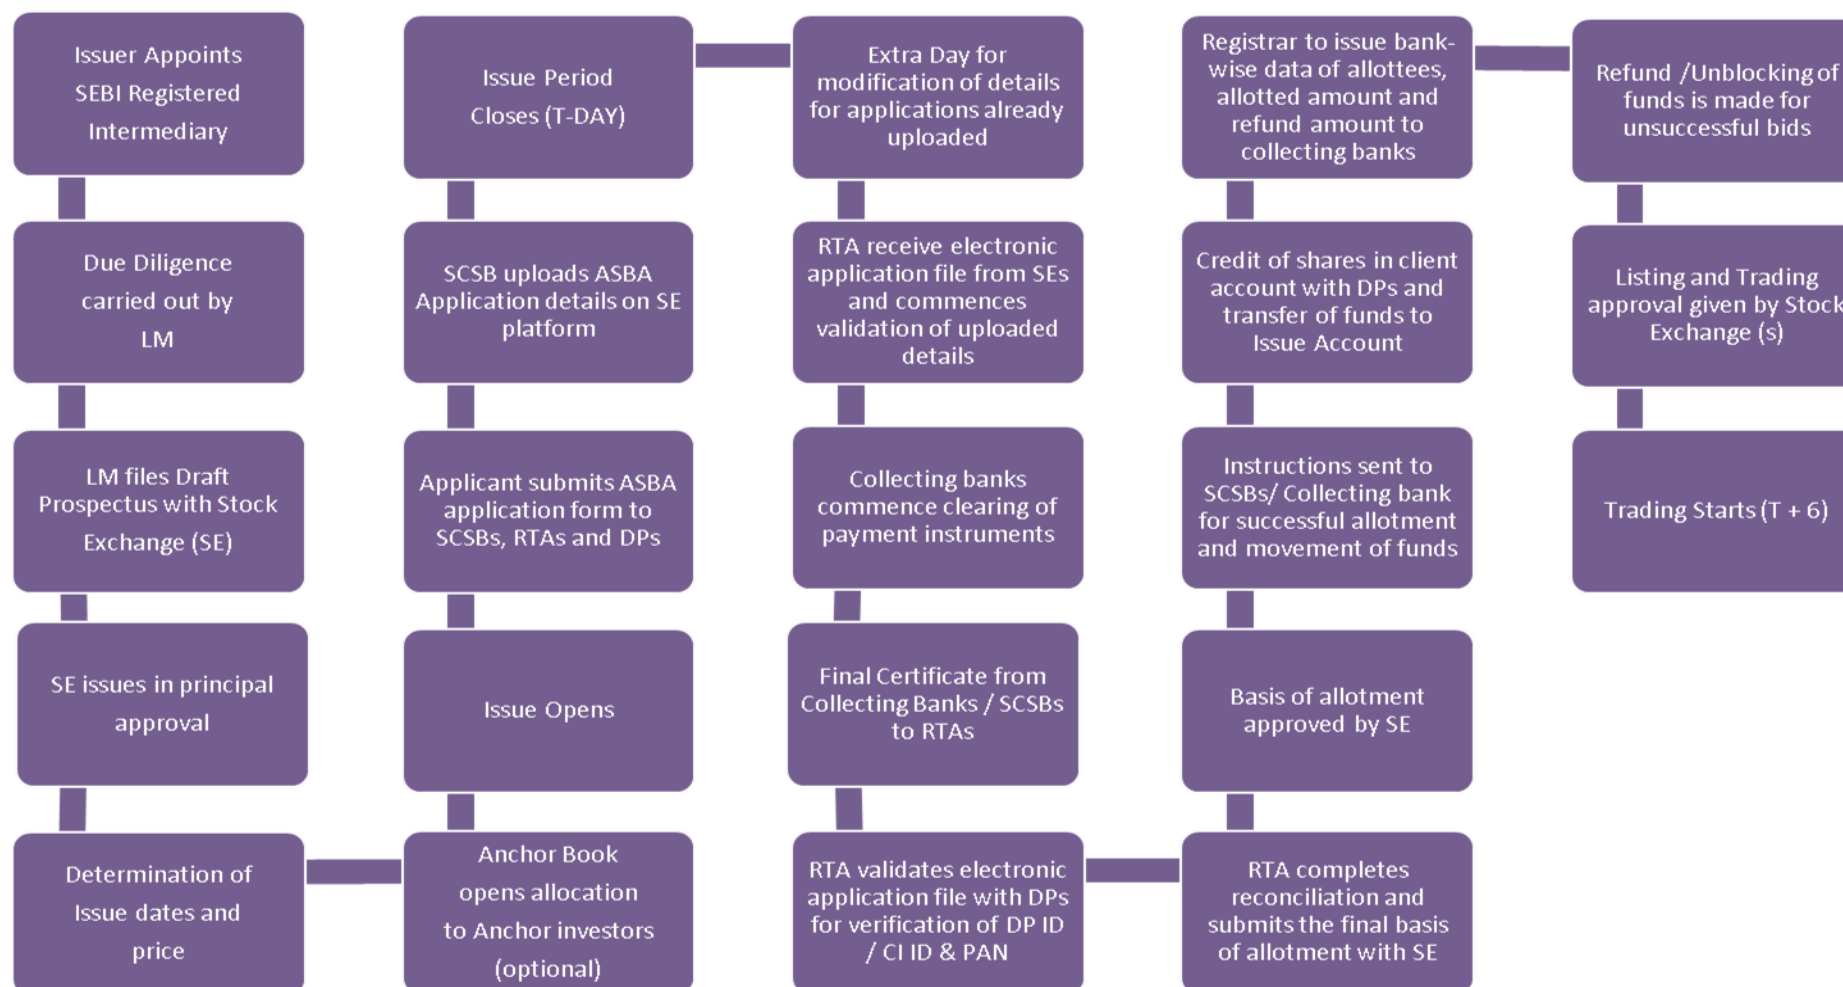 Issuer Appoints
SEBI Registered
Intermediary
Due Diligence
carried out by
LM
LM files Draft
Prospectus with Stock
Exchange (SE)
SE issues in principal
approval
Determination of
Issue dates and
price
Anchor Book
opens allocation
to Anchor investors
(optional)
Issue Opens
Applicant submits ASBA
application form to
SCSBs, RTAs and DPs
SCSB uploads ASBA
Application details on SE
platform
Issue Period
Closes (T-DAY)
Extra Day for
modification of details
for applications already
uploaded
RTA receive electronic
application file from SEs
and commences
validation of uploaded
details
Collecting banks
commence clearing of
payment instruments
Final Certificate from
Collecting Banks / SCSBs
to RTAs
RTA validates electronic
application file with DPs
for verification of DP ID
/ CI ID & PAN
RTA completes
reconciliation and
submits the final basis
of allotment with SE
Basis of allotment
approved by SE
Instructions sent to
SCSBs/ Collecting bank
for successful allotment
and movement of funds
Credit of shares in client
account with DPs and
transfer of funds to
Issue Account
Registrar to issue bank-
wise data of allottees,
allotted amount and
refund amount to
collecting banks
Refund /Unblocking of
funds is made for
unsuccessful bids
Listing and Trading
approval given by Stock
Exchange (s)
Trading Starts (T + 6)